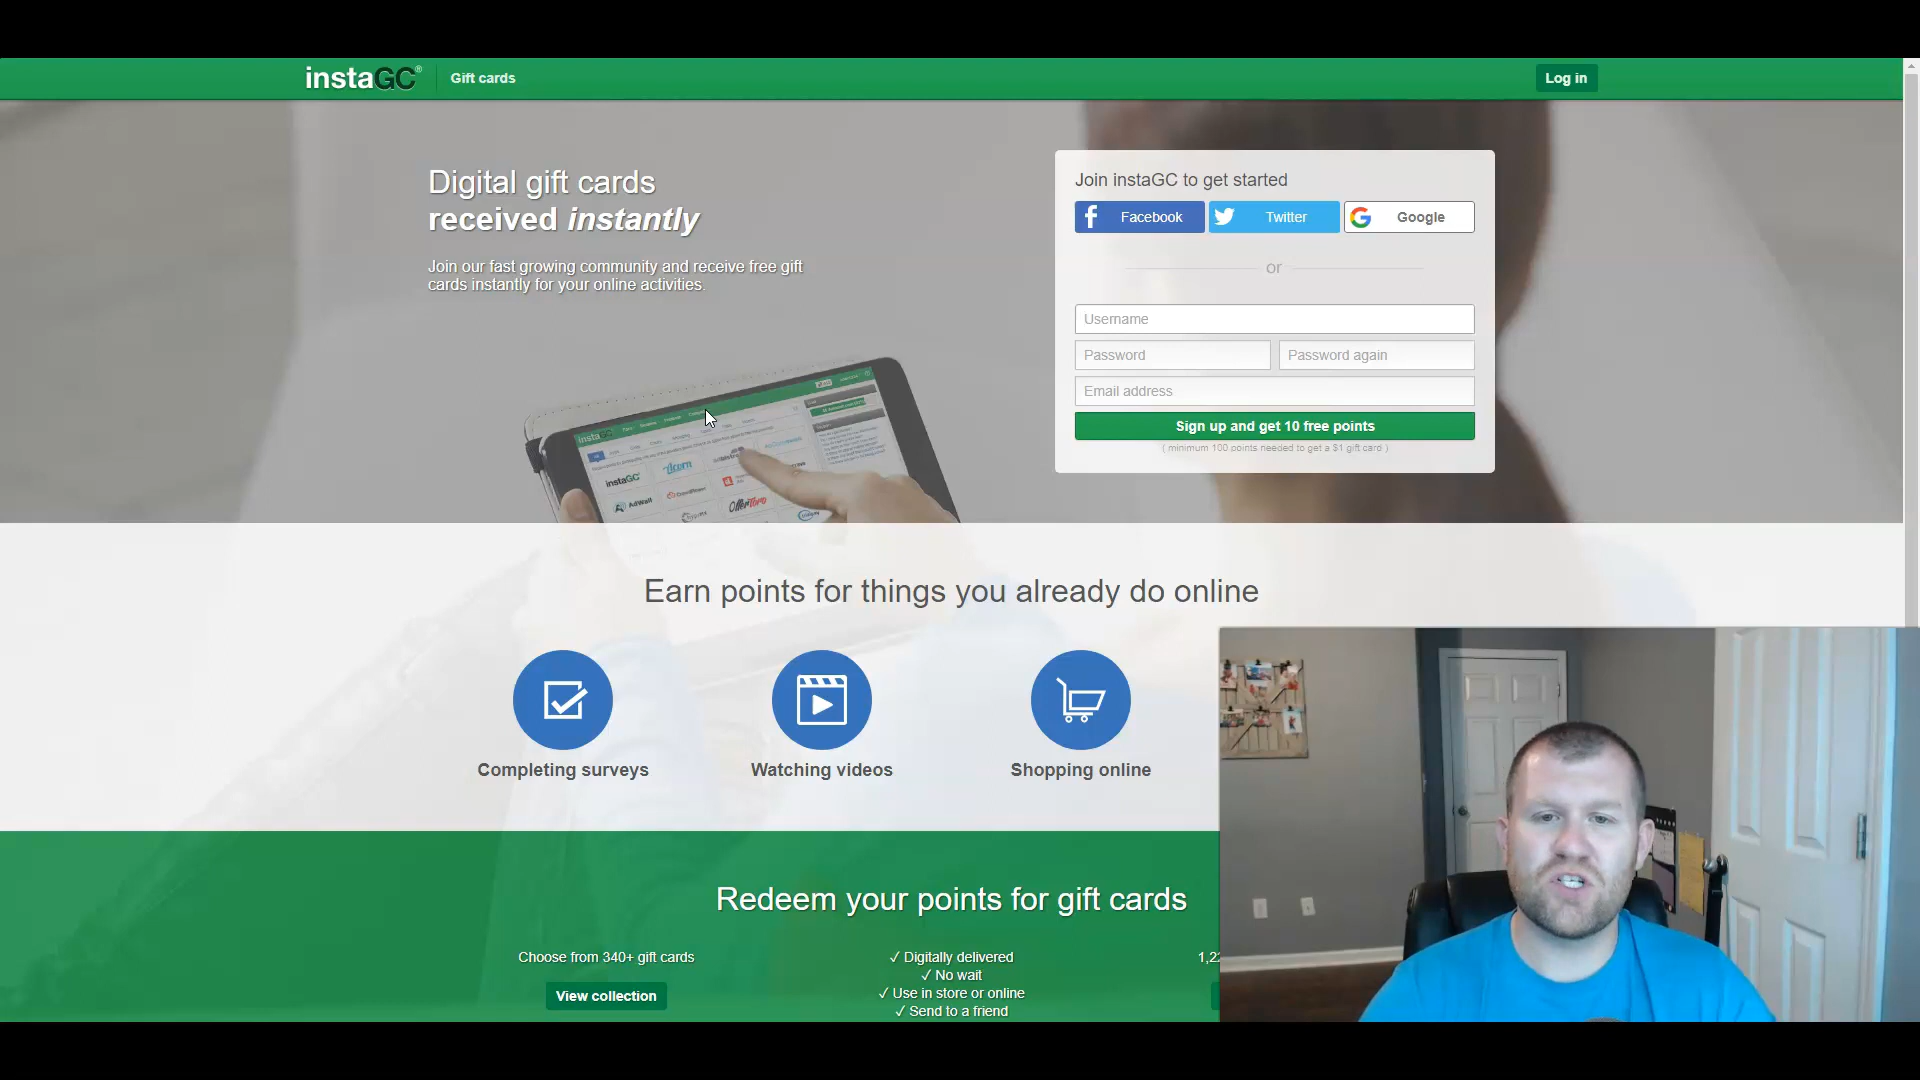 instaGC®
Gift cards
Log in
Digital gift cards
received instantly
Join our fast growing community and receive free gift
cards instantly for your online activities.
Join instaGC to get started
Facebook
Twitter
Google
or
Username
Password
Password again
Email address
Sign up and get 10 free points
( minimum 100 points needed to get a $1 gift card )
instaGC
AdWall
OfferToro
Earn points for things you already do online
Completing surveys
Watching videos
Shopping online
Redeem your points for gift cards
Choose from 340+ gift cards
View collection
✓ Digitally delivered
✓ No wait
✓ Use in store or online
✓ Send to a friend
1,22